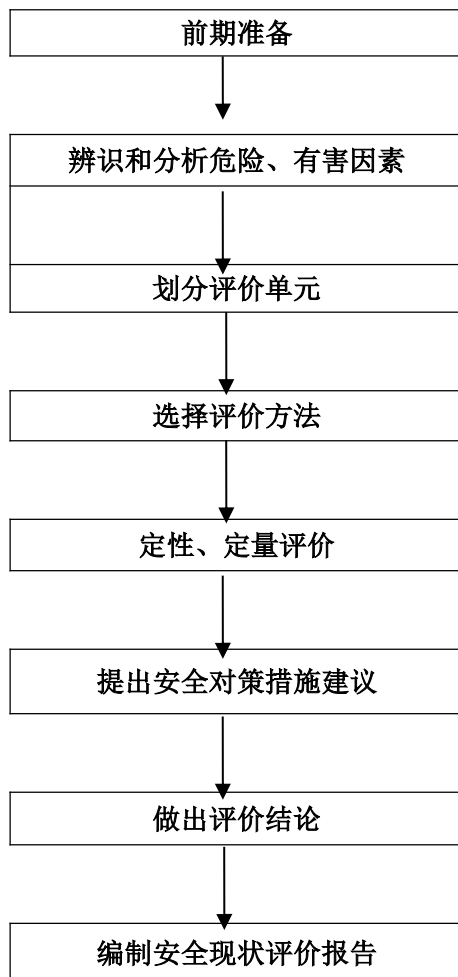 前期准备
辨识和分析危险、有害因素
划分评价单元
选择评价方法
定性、定量评价
提出安全对策措施建议
做出评价结论
编制安全现状评价报告